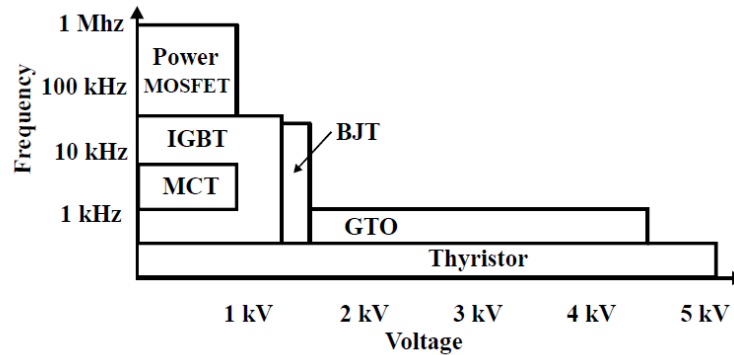 1 Mhz
Power
MOSFET
100 kHz
IGBT
BJT
10 kHz
MCT
1 kHz
GTO
Thyristor
Frequency
1 kV 2 kV 3 kV 4 kV 5 kV
Voltage